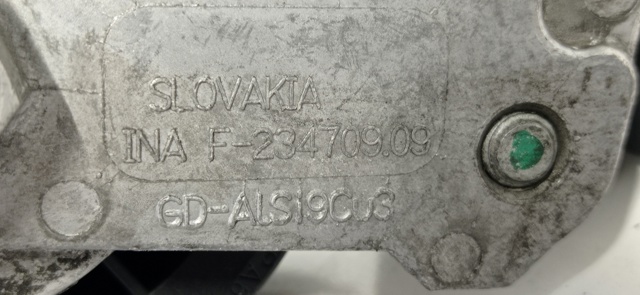 SLOVAKIA
INA F-234709.09
GD-ALSI9CU3